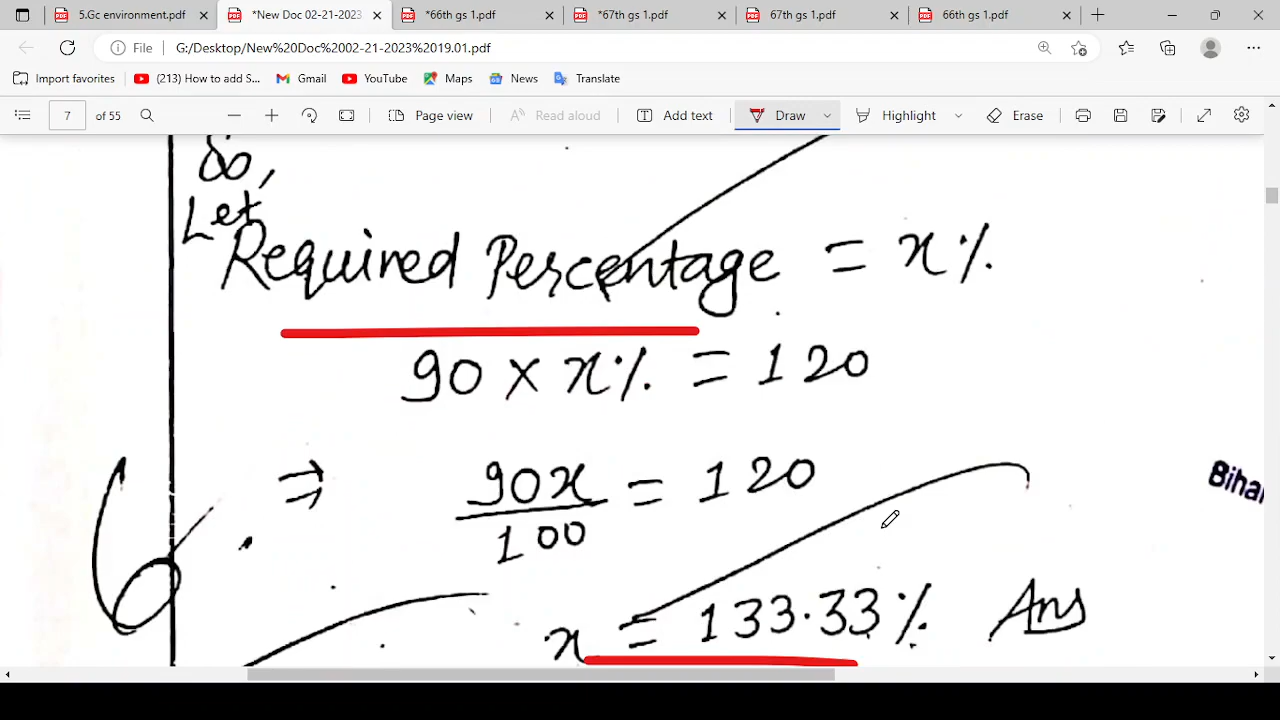 5.Gc environment.pdf
*New Doc 02-21-2023
*66th gs 1.pdf
*67th gs 1.pdf
67th gs 1.pdf
66th gs 1.pdf
File G:/Desktop/New%20Doc%2002-21-2023%2019.01.pdf
Import favorites
(213) How to add S...
Gmail
YouTube
Maps
News
Translate
7 of 55
Page view
Read aloud
Add text
Draw
Highlight
Erase
So,
Let
Required Percentage = x%
90 × x% = 120
⇒ 90x/100 = 120
Bihar
x = 133.33% Ans
6